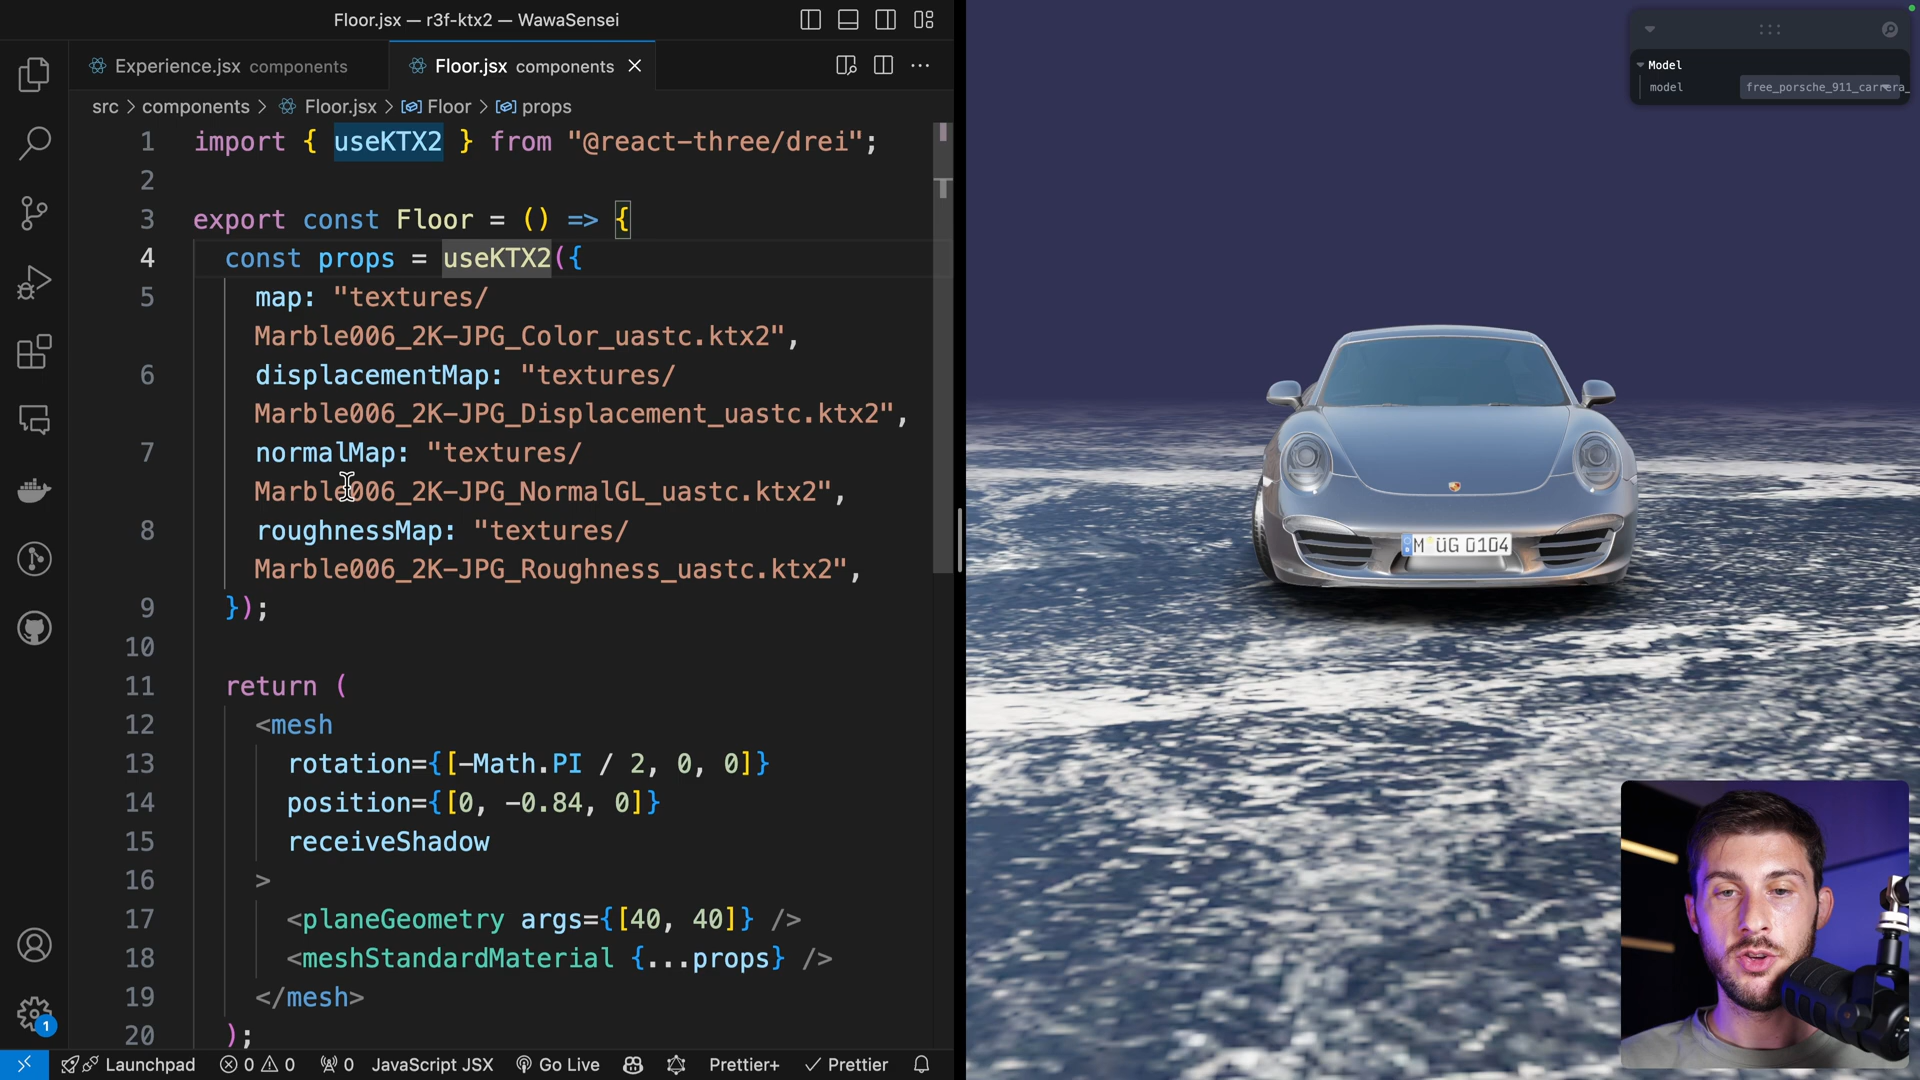 Floor.jsx — r3f-ktx2 — WawaSensei
Experience.jsx components
Floor.jsx components
src > components > Floor.jsx > Floor > props
1 import { useKTX2 } from "@react-three/drei";
2
3 export const Floor = () => {
4 const props = useKTX2({
5 map: "textures/
Marble006_2K-JPG_Color_uastc.ktx2",
6 displacementMap: "textures/
Marble006_2K-JPG_Displacement_uastc.ktx2",
7 normalMap: "textures/
Marble006_2K-JPG_NormalGL_uastc.ktx2",
8 roughnessMap: "textures/
Marble006_2K-JPG_Roughness_uastc.ktx2",
9 });
10
11 return (
12 <mesh
13 rotation={[-Math.PI / 2, 0, 0]}
14 position={[0, -0.84, 0]}
15 receiveShadow
16 >
17 <planeGeometry args={[40, 40]} />
18 <meshStandardMaterial {...props} />
19 </mesh>
20 );
1
Launchpad 0 0 0 JavaScript JSX Go Live Prettier+ Prettier
Model
model free_porsche_911_carrera_
M ÜG 0104